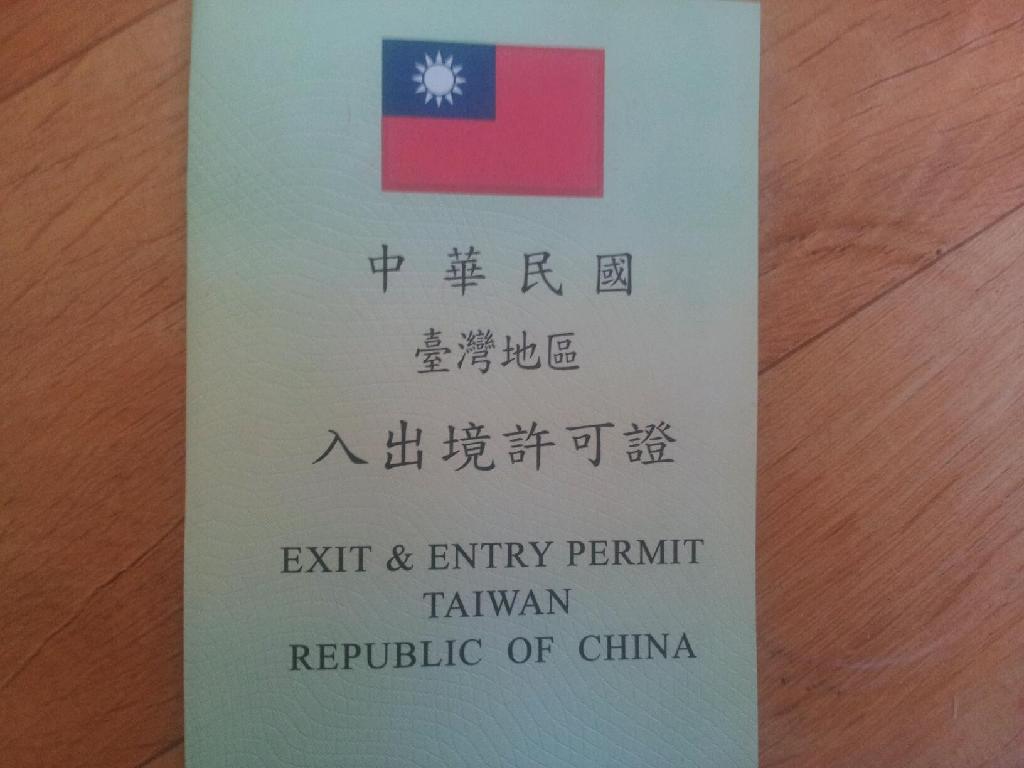 中華民國
臺灣地區
入出境許可證
EXIT & ENTRY PERMIT
TAIWAN
REPUBLIC OF CHINA